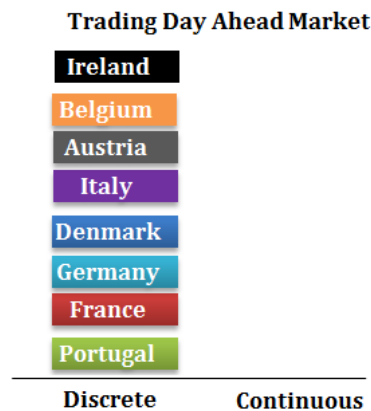 Trading Day Ahead Market
Ireland
Belgium
Austria
Italy
Denmark
Germany
France
Portugal
Discrete Continuous